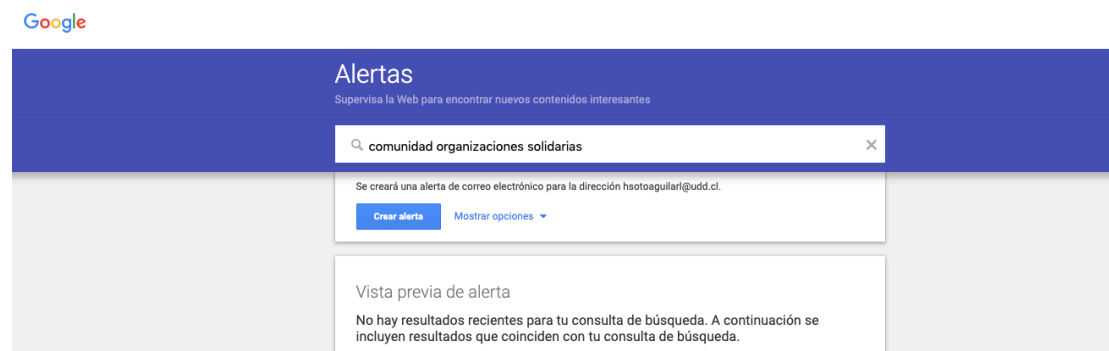 Google
Alertas
Supervisa la Web para encontrar nuevos contenidos interesantes
comunidad organizaciones solidarias
Se creará una alerta de correo electrónico para la dirección hsotoaguilarl@udd.cl.
Crear alerta
Mostrar opciones
Vista previa de alerta
No hay resultados recientes para tu consulta de búsqueda. A continuación se
incluyen resultados que coinciden con tu consulta de búsqueda.